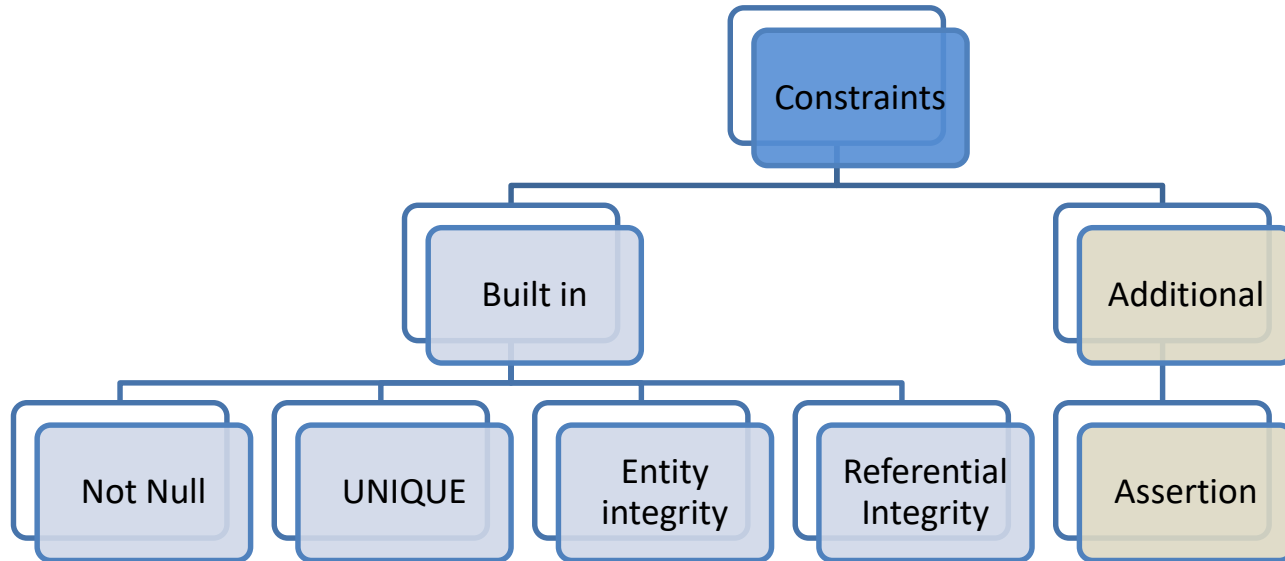 Constraints
Built in
Additional
Not Null
UNIQUE
Entity
integrity
Referential
Integrity
Assertion